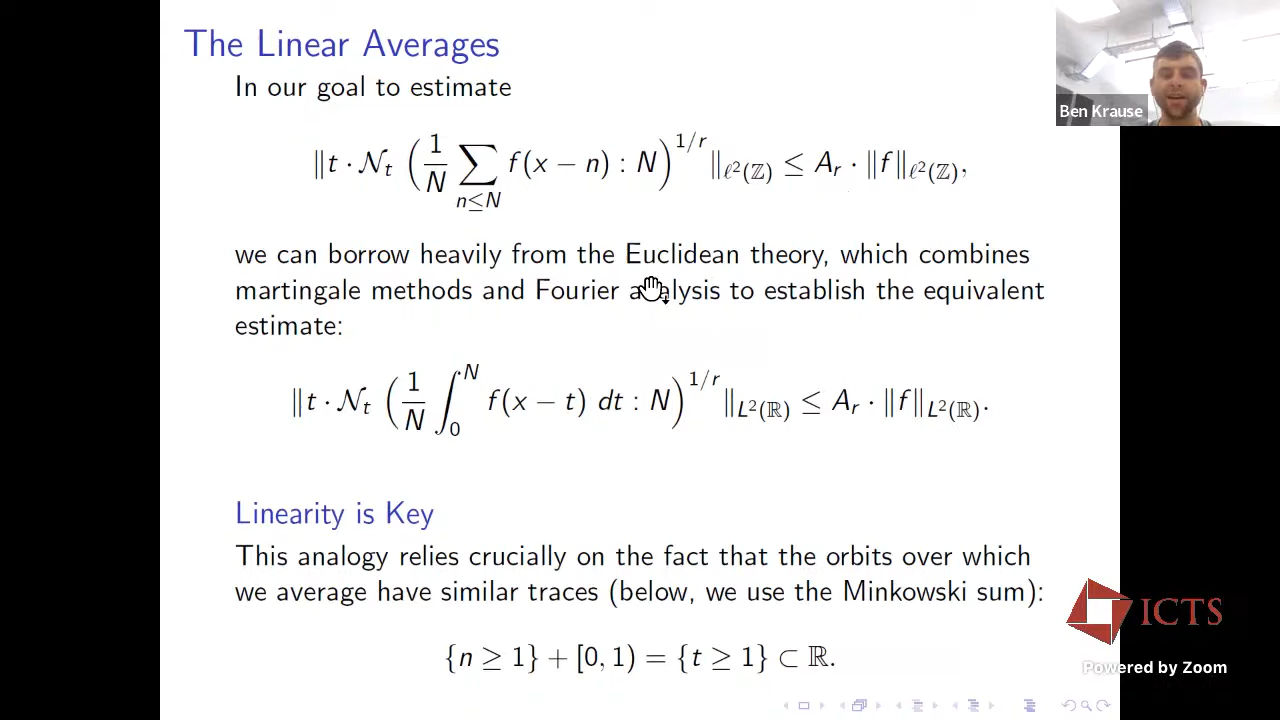 The Linear Averages
In our goal to estimate
‖t · 𝒩_t (1/N ∑_{n≤N} f(x − n) : N)^{1/r}‖_{ℓ²(ℤ)} ≤ A_r · ‖f‖_{ℓ²(ℤ)},
we can borrow heavily from the Euclidean theory, which combines
martingale methods and Fourier analysis to establish the equivalent
estimate:
‖t · 𝒩_t (1/N ∫_0^N f(x − t) dt : N)^{1/r}‖_{L²(ℝ)} ≤ A_r · ‖f‖_{L²(ℝ)}.
Linearity is Key
This analogy relies crucially on the fact that the orbits over which
we average have similar traces (below, we use the Minkowski sum):
{n ≥ 1} + [0, 1) = {t ≥ 1} ⊂ ℝ.
Ben Krause
ICTS
Powered by Zoom